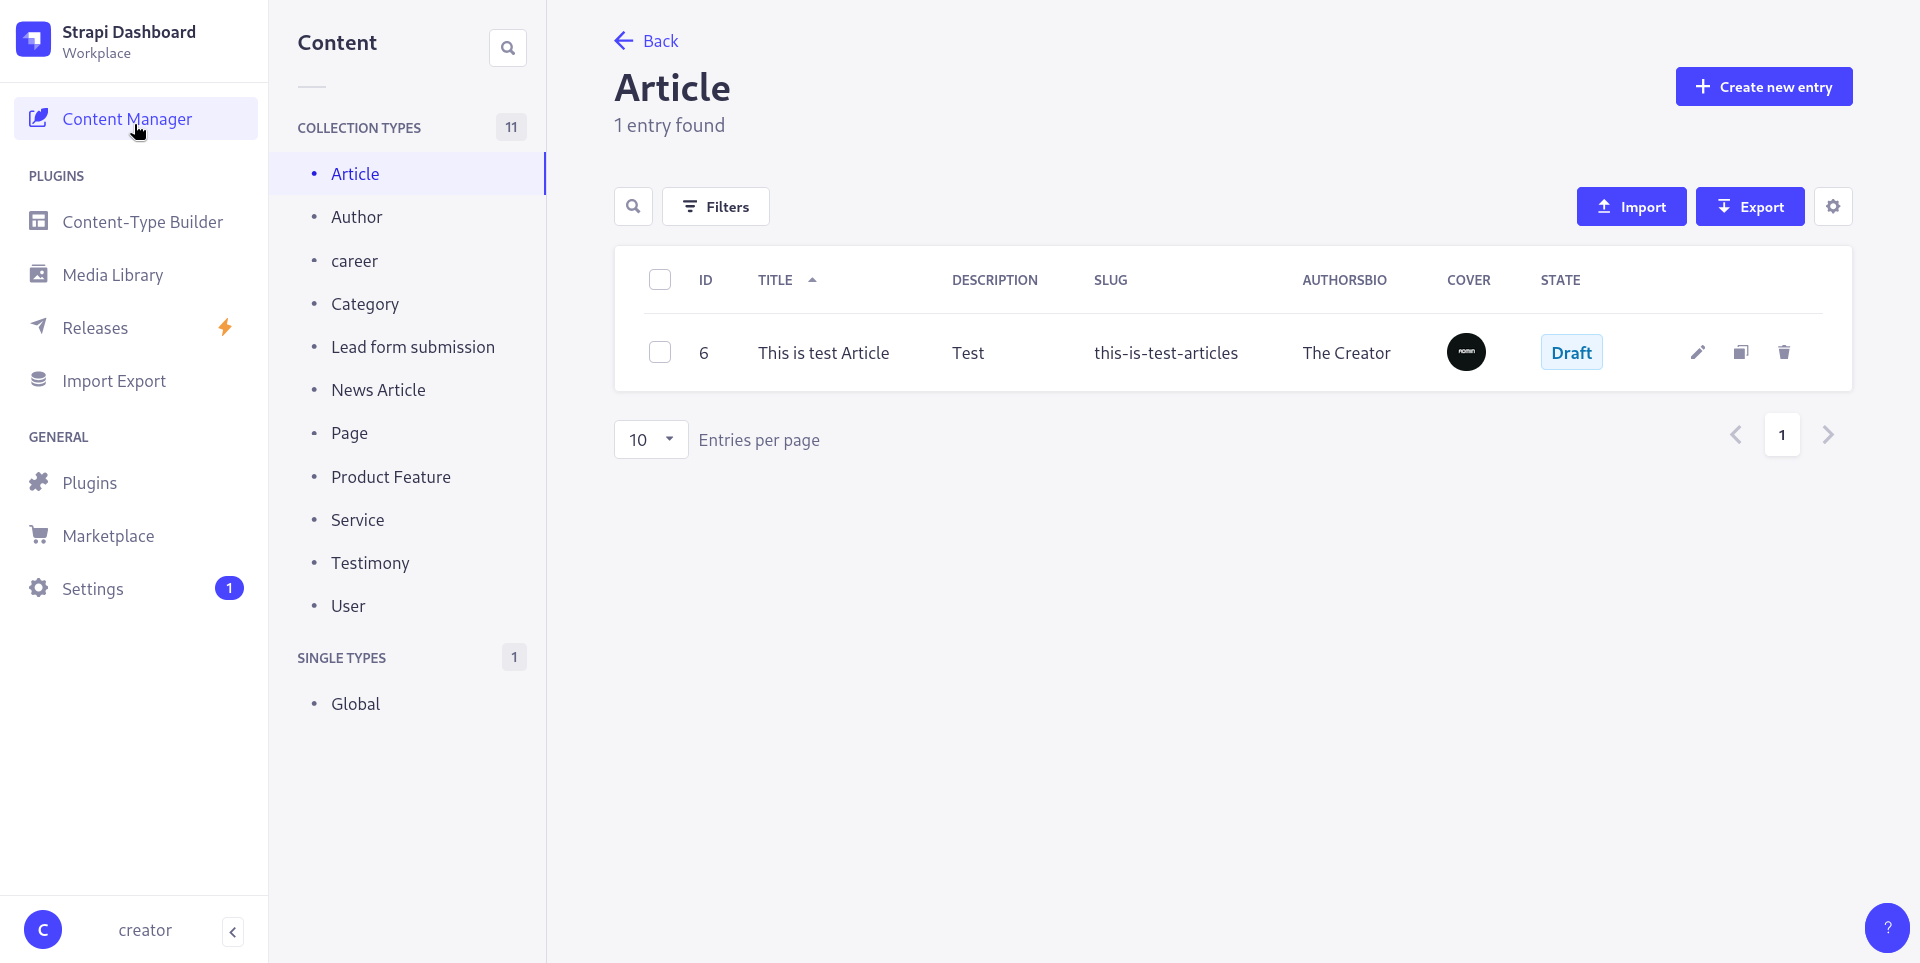 Strapi Dashboard
Workplace
Content Manager
PLUGINS
Content-Type Builder
Media Library
Releases
Import Export
GENERAL
Plugins
Marketplace
Settings
1
C
creator
Content
COLLECTION TYPES
11
Article
Author
career
Category
Lead form submission
News Article
Page
Product Feature
Service
Testimony
User
SINGLE TYPES
1
Global
Back
Article
1 entry found
Create new entry
Filters
Import
Export
ID TITLE DESCRIPTION SLUG AUTHORSBIO COVER STATE
6 This is test Article Test this-is-test-articles The Creator ADMIN Draft
10
Entries per page
1
?